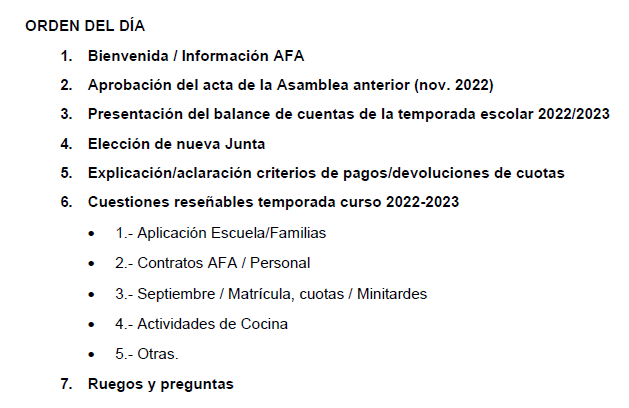 ORDEN DEL DÍA
1. Bienvenida / Información AFA
2. Aprobación del acta de la Asamblea anterior (nov. 2022)
3. Presentación del balance de cuentas de la temporada escolar 2022/2023
4. Elección de nueva Junta
5. Explicación/aclaración criterios de pagos/devoluciones de cuotas
6. Cuestiones reseñables temporada curso 2022-2023
• 1.- Aplicación Escuela/Familias
• 2.- Contratos AFA / Personal
• 3.- Septiembre / Matrícula, cuotas / Minitardes
• 4.- Actividades de Cocina
• 5.- Otras.
7. Ruegos y preguntas